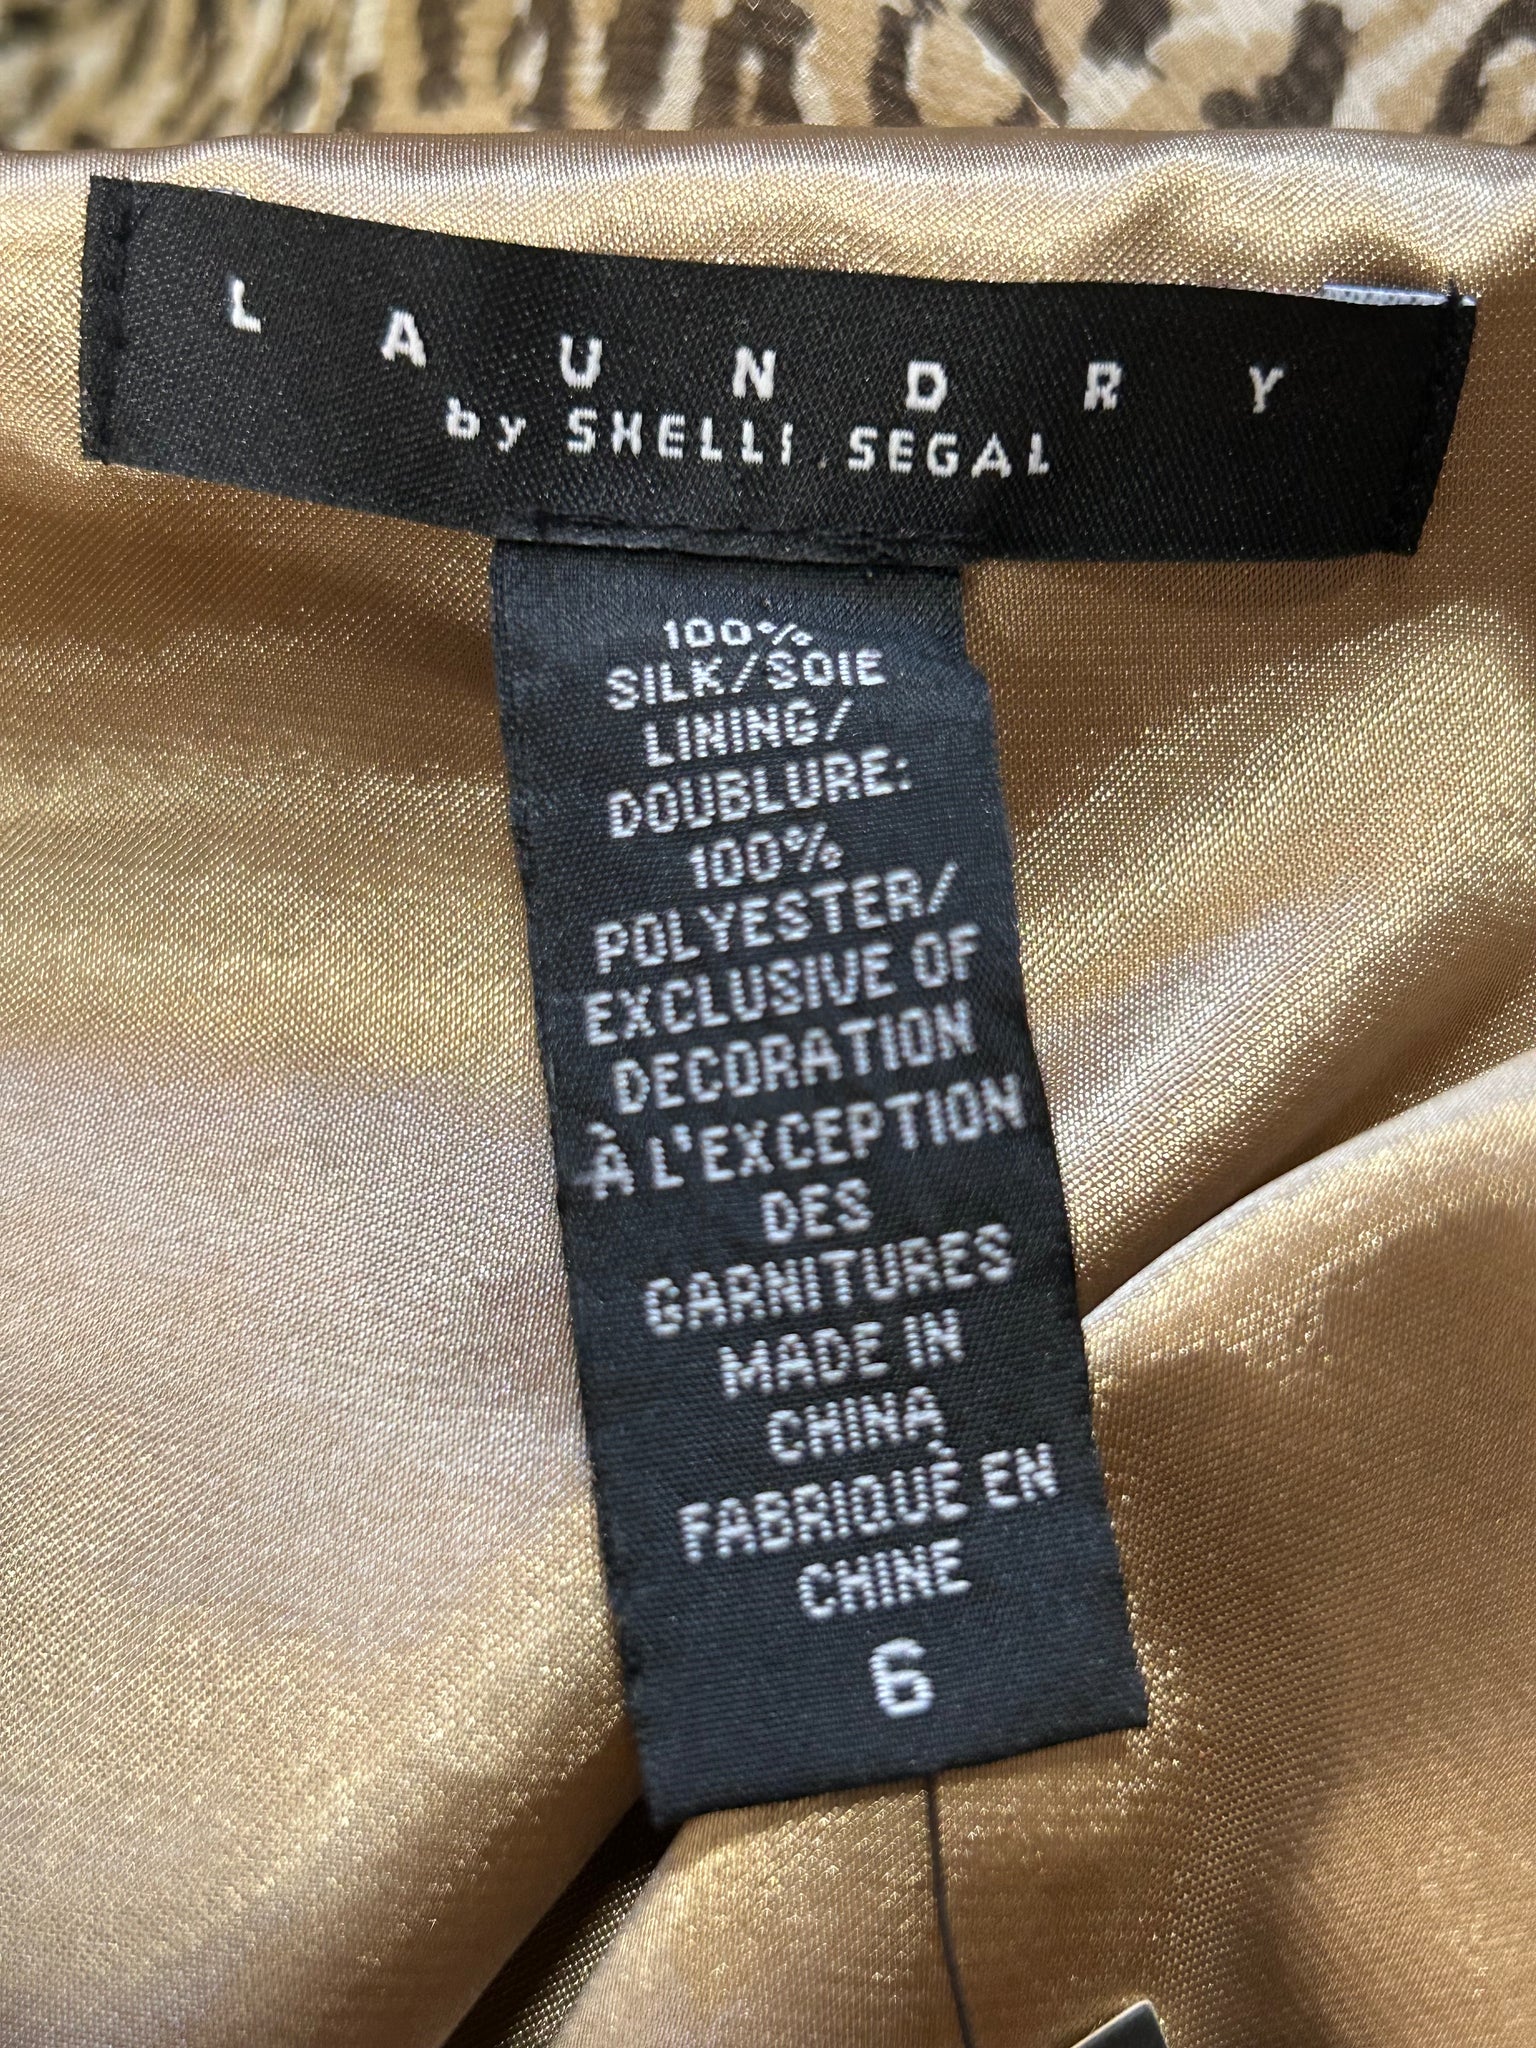 LAUNDRY
by SHELLI SEGAL
100%
SILK/SOIE
LINING/
DOUBLURE:
100%
POLYESTER/
EXCLUSIVE OF
DECORATION
À L'EXCEPTION
DES
GARNITURES
MADE IN
CHINA
FABRIQUÉ EN
CHINE
6